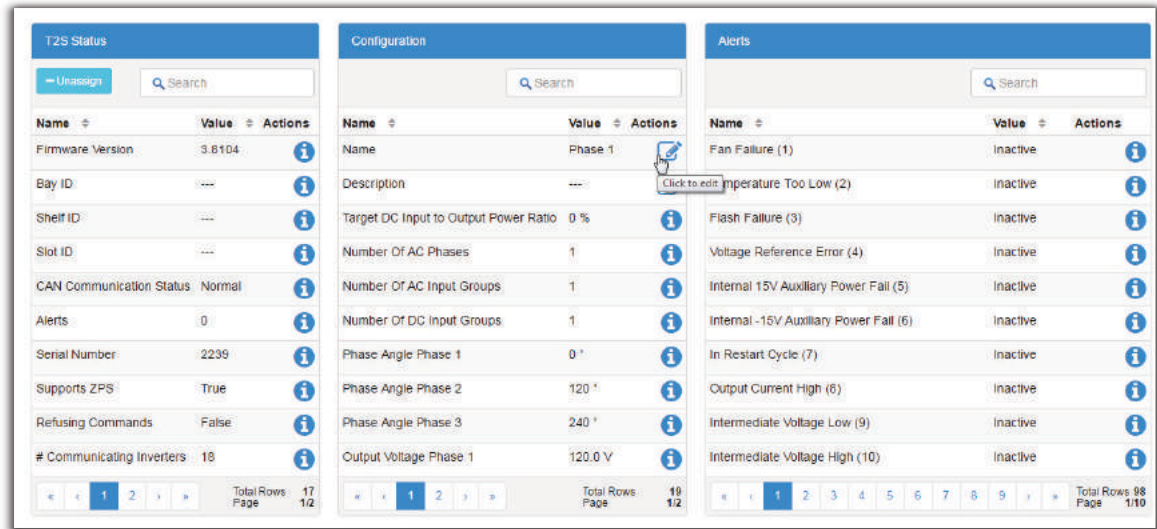 T2S Status
Unassign
Search
Name Value Actions
Firmware Version 3.8104
Bay ID ---
Shelf ID ---
Slot ID ---
CAN Communication Status Normal
Alerts 0
Serial Number 2239
Supports ZPS True
Refusing Commands False
# Communicating Inverters 18
« ‹ 1 2 › » Total Rows 17
Page 1/2
Configuration
Search
Name Value Actions
Name Phase 1
Click to edit
Description ---
Target DC Input to Output Power Ratio 0 %
Number Of AC Phases 1
Number Of AC Input Groups 1
Number Of DC Input Groups 1
Phase Angle Phase 1 0 °
Phase Angle Phase 2 120 °
Phase Angle Phase 3 240 °
Output Voltage Phase 1 120.0 V
« ‹ 1 2 › » Total Rows 19
Page 1/2
Alerts
Search
Name Value Actions
Fan Failure (1) Inactive
mperature Too Low (2) Inactive
Flash Failure (3) Inactive
Voltage Reference Error (4) Inactive
Internal 15V Auxiliary Power Fail (5) Inactive
Internal -15V Auxiliary Power Fail (6) Inactive
In Restart Cycle (7) Inactive
Output Current High (8) Inactive
Intermediate Voltage Low (9) Inactive
Intermediate Voltage High (10) Inactive
« ‹ 1 2 3 4 5 6 7 8 9 › » Total Rows 98
Page 1/10